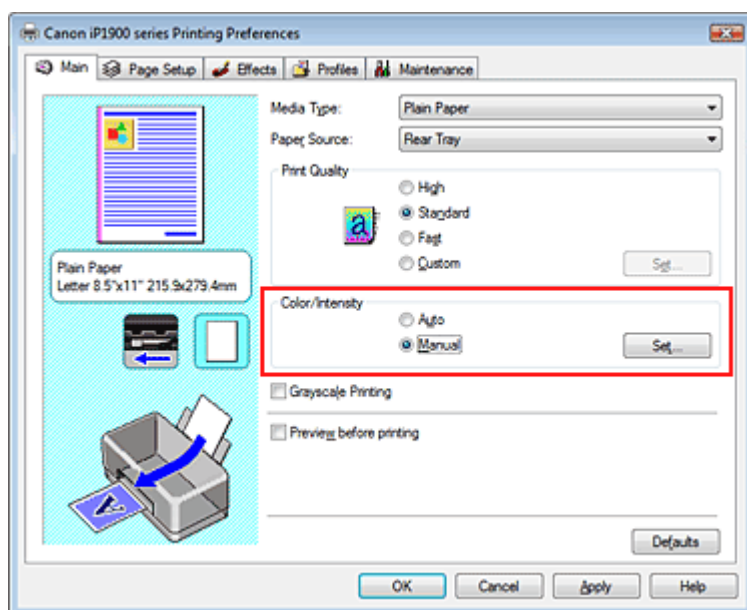 Canon iP1900 series Printing Preferences
Main Page Setup Effects Profiles Maintenance
Media Type: Plain Paper
Paper Source: Rear Tray
Print Quality
High
a Standard
Fast
Custom Set...
Plain Paper
Letter 8.5"x11" 215.9x279.4mm
Color/Intensity
Auto
Manual Set...
Grayscale Printing
Preview before printing
A
Defaults
OK Cancel Apply Help